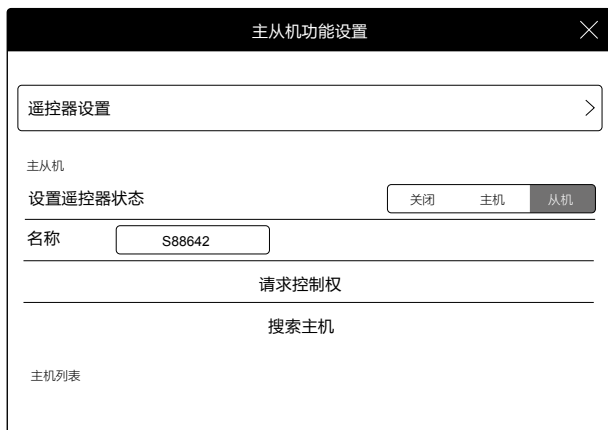 主从机功能设置
遥控器设置
主从机
设置遥控器状态 关闭 主机 从机
名称 S88642
请求控制权
搜索主机
主机列表